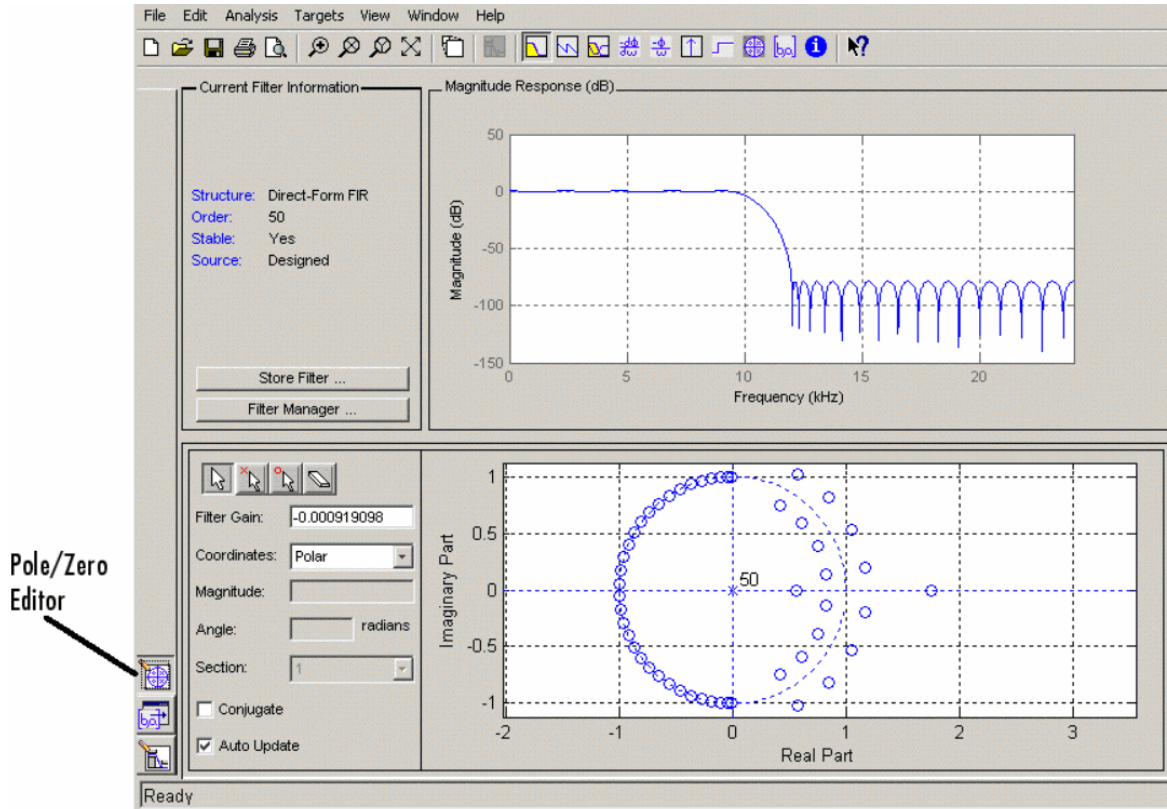 File Edit Analysis Targets View Window Help
Current Filter Information
Structure: Direct-Form FIR
Order: 50
Stable: Yes
Source: Designed
Store Filter ...
Filter Manager ...
Magnitude Response (dB)
50
0
-50
-100
-150
Magnitude (dB)
0 5 10 15 20
Frequency (kHz)
Filter Gain: -0.000919098
Coordinates: Polar
Magnitude:
Angle: radians
Section: 1
Conjugate
Auto Update
1
0.5
0
-0.5
-1
Imaginary Part
50
-2 -1 0 1 2 3
Real Part
Pole/Zero
Editor
Ready